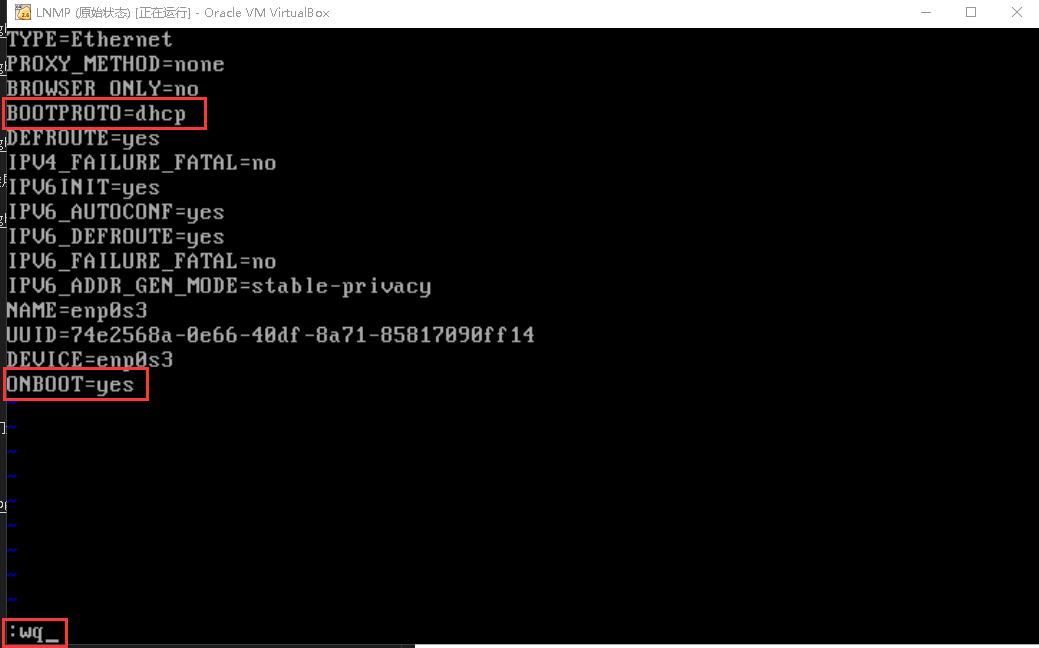 LNMP (原始状态) [正在运行] - Oracle VM VirtualBox
TYPE=Ethernet
PROXY_METHOD=none
BROWSER_ONLY=no
BOOTPROTO=dhcp
DEFROUTE=yes
IPV4_FAILURE_FATAL=no
IPV6INIT=yes
IPV6_AUTOCONF=yes
IPV6_DEFROUTE=yes
IPV6_FAILURE_FATAL=no
IPV6_ADDR_GEN_MODE=stable-privacy
NAME=enp0s3
UUID=74e2568a-0e66-40df-8a71-85817090ff14
DEVICE=enp0s3
ONBOOT=yes
~
~
~
~
~
~
~
~
~
:wq_